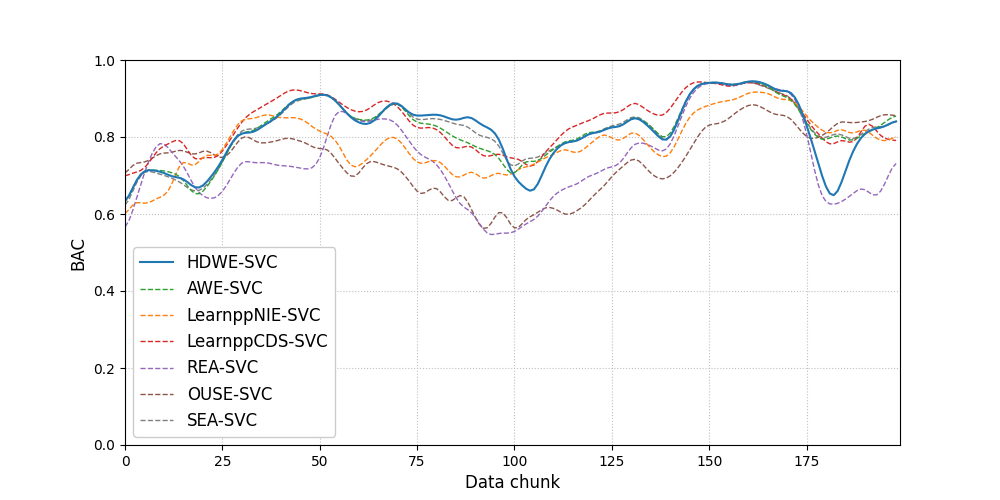 1.0
0.8
0.6
0.4
0.2
0.0
BAC
HDWE-SVC
AWE-SVC
LearnppNIE-SVC
LearnppCDS-SVC
REA-SVC
OUSE-SVC
SEA-SVC
0 25 50 75 100 125 150 175
Data chunk